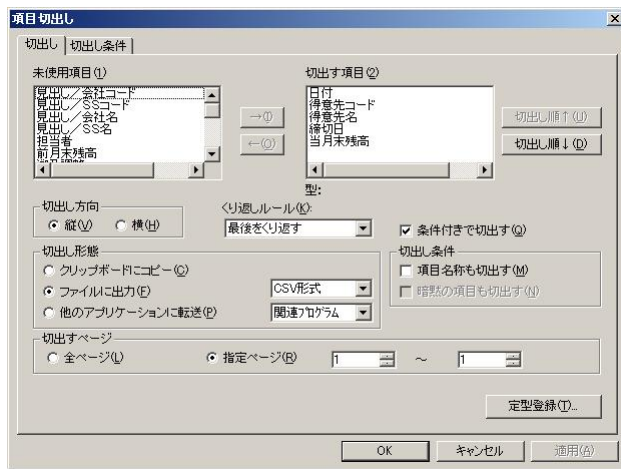 項目切出し
切出し 切出し条件
未使用項目(1)
見出し/会社コード
見出し/SSコード
見出し/会社名
見出し/SS名
担当者
前月末残高
→(I)
←(O)
切出す項目(2)
日付
得意先コード
得意先名
締切日
当月末残高
切出し順↑(U)
切出し順↓(D)
型:
切出し方向
縦(V) 横(H)
くり返しルール(K):
最後をくり返す
条件付きで切出す(Q)
切出し形態
クリップボードにコピー(C)
ファイルに出力(F) CSV形式
他のアプリケーションに転送(P) 関連プログラム
切出し条件
項目名称も切出す(M)
暗黙の項目も切出す(N)
切出すページ
全ページ(L) 指定ページ(R) 1 ～ 1
定型登録(T)...
OK キャンセル 適用(A)